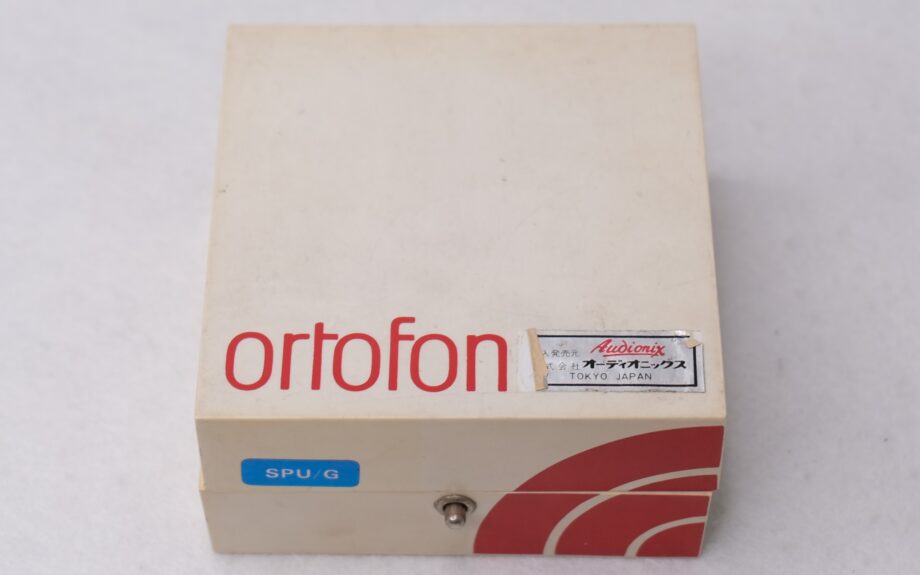 ortofon
Audionix
入発売元
式会社 オーディオニックス
TOKYO JAPAN
SPU/G